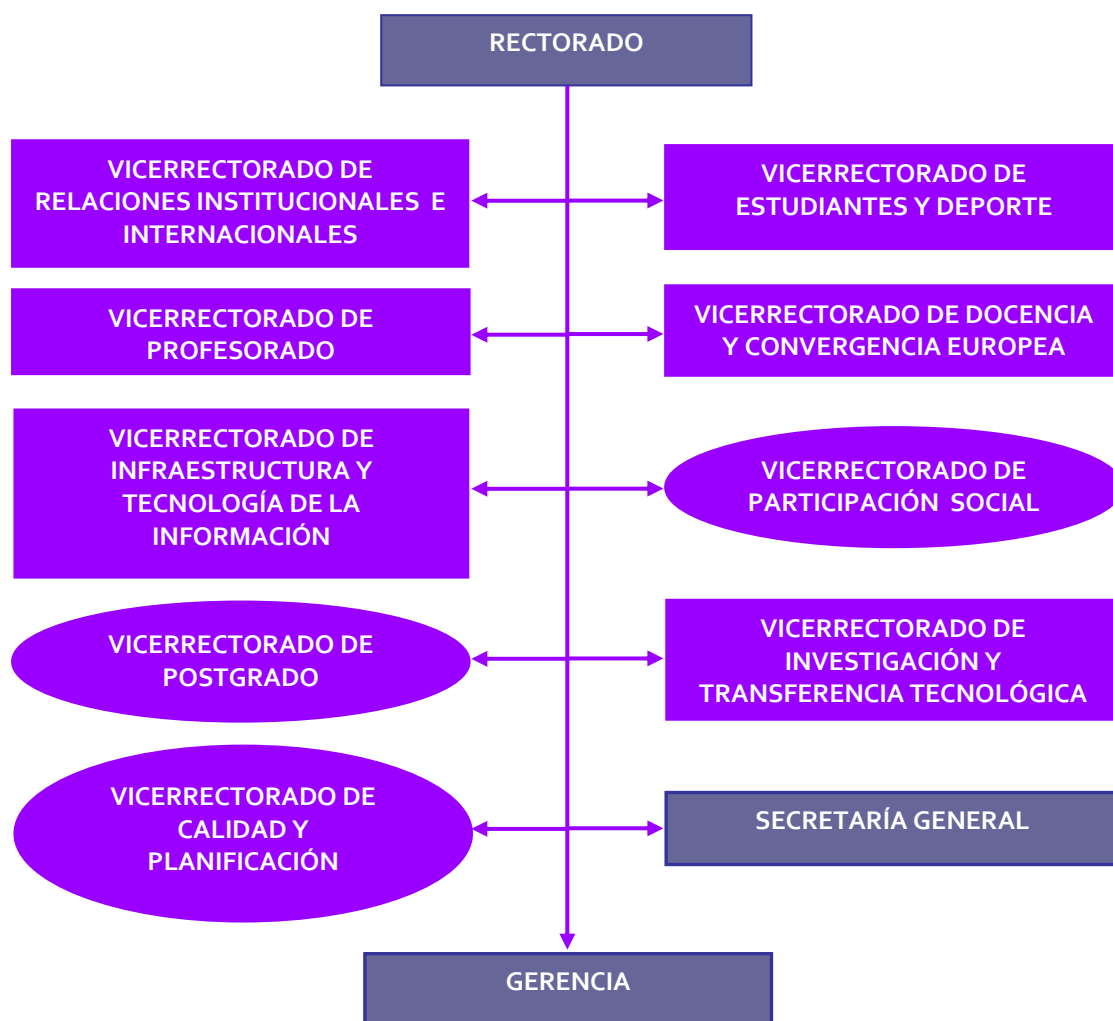 RECTORADO
VICERRECTORADO DE
RELACIONES INSTITUCIONALES E
INTERNACIONALES
VICERRECTORADO DE
ESTUDIANTES Y DEPORTE
VICERRECTORADO DE
PROFESORADO
VICERRECTORADO DE DOCENCIA
Y CONVERGENCIA EUROPEA
VICERRECTORADO DE
INFRAESTRUCTURA Y
TECNOLOGÍA DE LA
INFORMACIÓN
VICERRECTORADO DE
PARTICIPACIÓN SOCIAL
VICERRECTORADO DE
POSTGRADO
VICERRECTORADO DE
INVESTIGACIÓN Y
TRANSFERENCIA TECNOLÓGICA
VICERRECTORADO DE
CALIDAD Y
PLANIFICACIÓN
SECRETARÍA GENERAL
GERENCIA